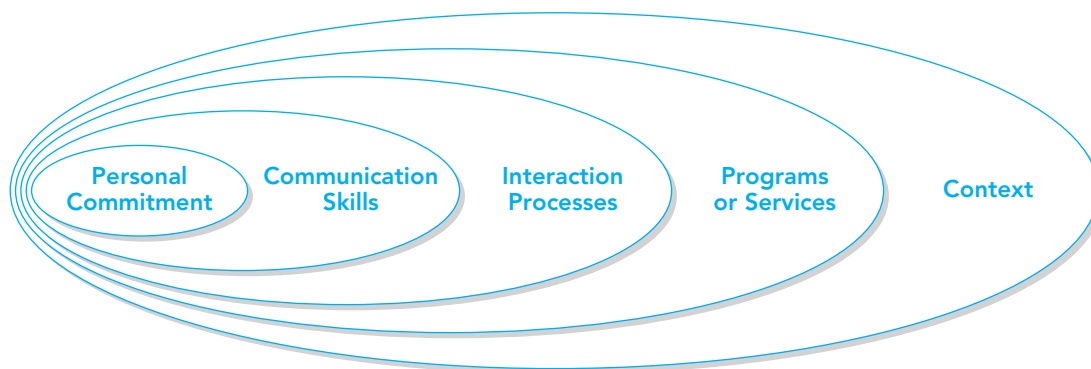 Personal
Commitment
Communication
Skills
Interaction
Processes
Programs
or Services
Context